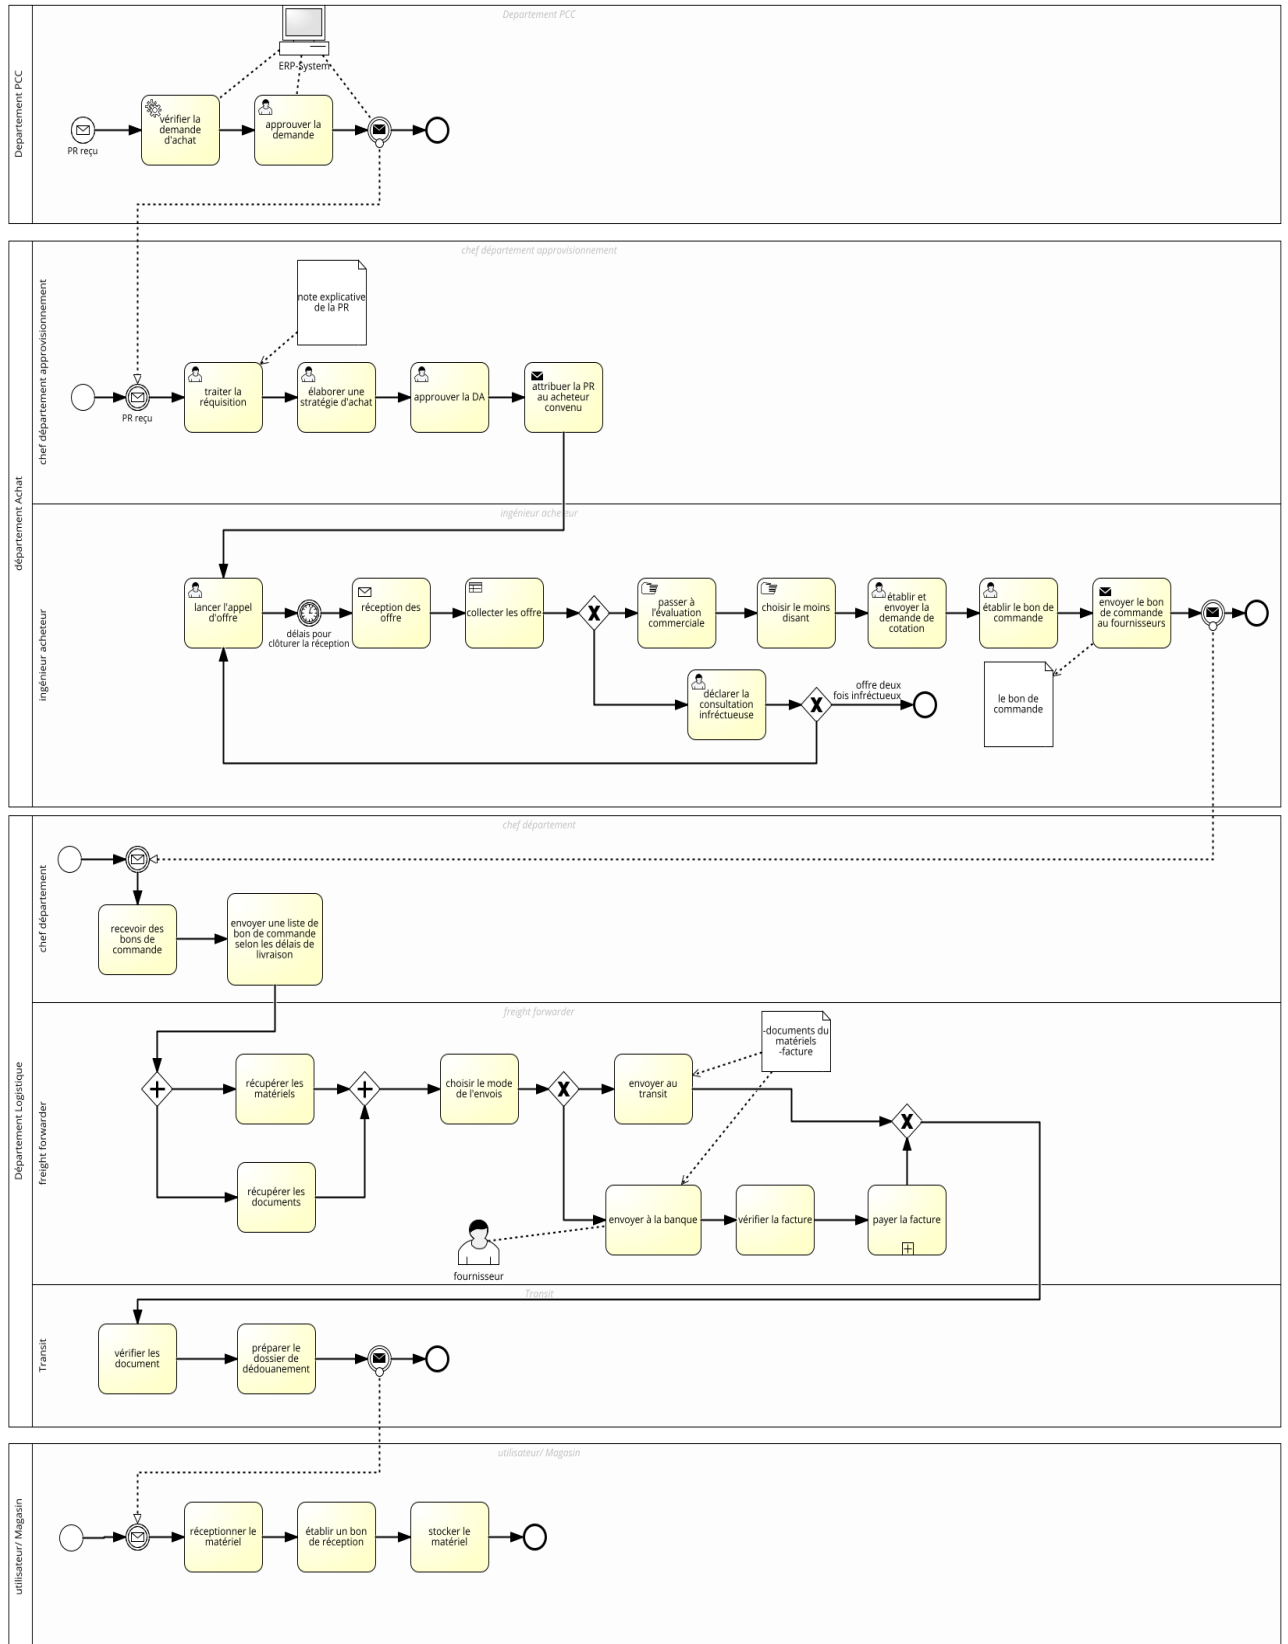 Departement PCC
Departement PCC
ERP-System
PR reçu
vérifier la
demande
d'achat
approuver la
demande
département Achat
chef département approvisionnement
chef département approvisionnement
note explicative
de la PR
PR reçu
traiter la
réquisition
élaborer une
stratégie d'achat
approuver la DA
attribuer la PR
au acheteur
convenu
ingénieur acheteur
ingénieur acheteur
lancer l'appel
d'offre
délais pour
clôturer la réception
réception des
offre
collecter les offre
passer à
l'évaluation
commerciale
choisir le moins
disant
établir et
envoyer la
demande de
cotation
établir le bon de
commande
envoyer le bon
de commande
au fournisseurs
déclarer la
consultation
infréctueuse
offre deux
fois infréctueux
le bon de
commande
Département Logistique
chef département
chef département
recevoir des
bons de
commande
envoyer une liste de
bon de commande
selon les délais de
livraison
freight forwarder
freight forwarder
récupérer les
matériels
récupérer les
documents
choisir le mode
de l'envois
envoyer au
transit
-documents du
matériels
-facture
envoyer à la banque
vérifier la facture
payer la facture
fournisseur
Transit
Transit
vérifier les
document
préparer le
dossier de
dédouanement
utilisateur/ Magasin
utilisateur/ Magasin
réceptionner le
matériel
établir un bon
de réception
stocker le
matériel